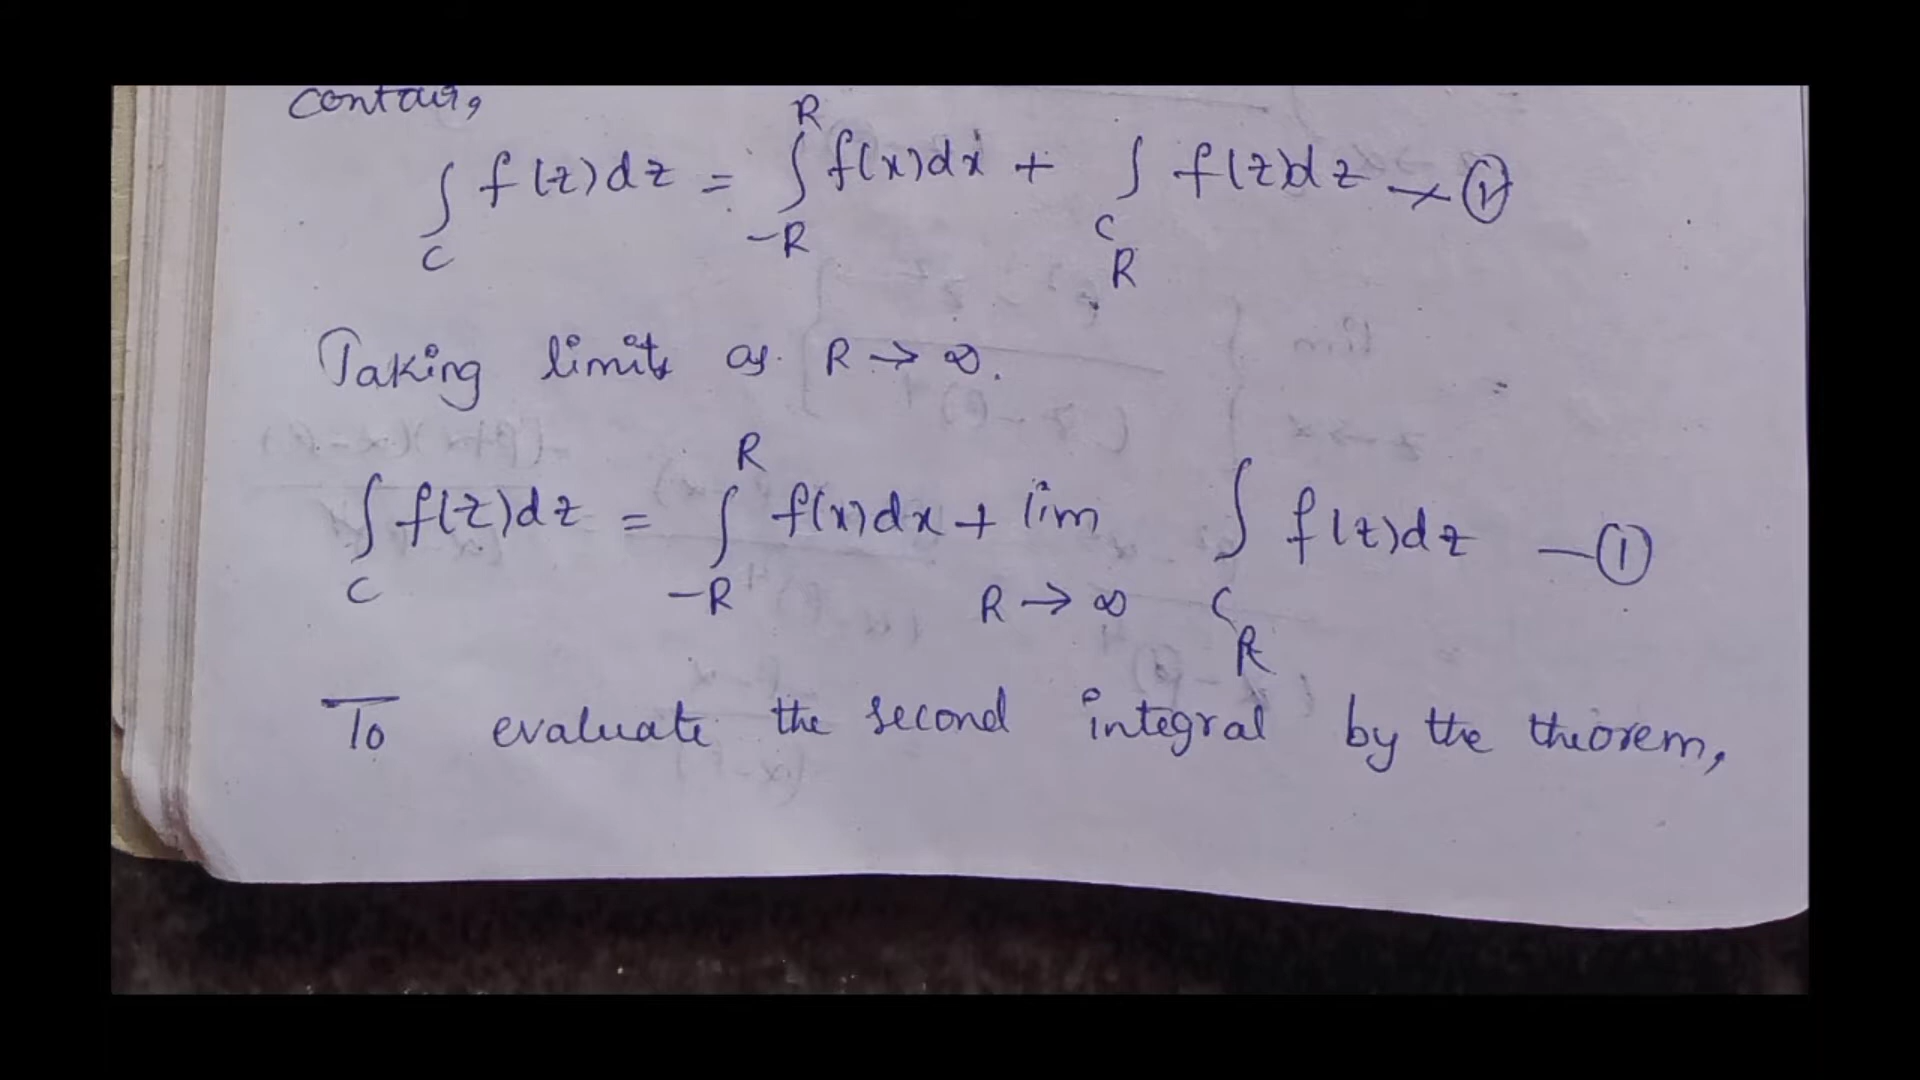 contour,
∫_C f(z)dz = ∫_{-R}^{R} f(x)dx + ∫_{C_R} f(z)dz → ①
Taking limits as R → ∞.
∫_C f(z)dz = ∫_{-R}^{R} f(x)dx + lim_{R → ∞} ∫_{C_R} f(z)dz — ①
To evaluate the second integral by the theorem,